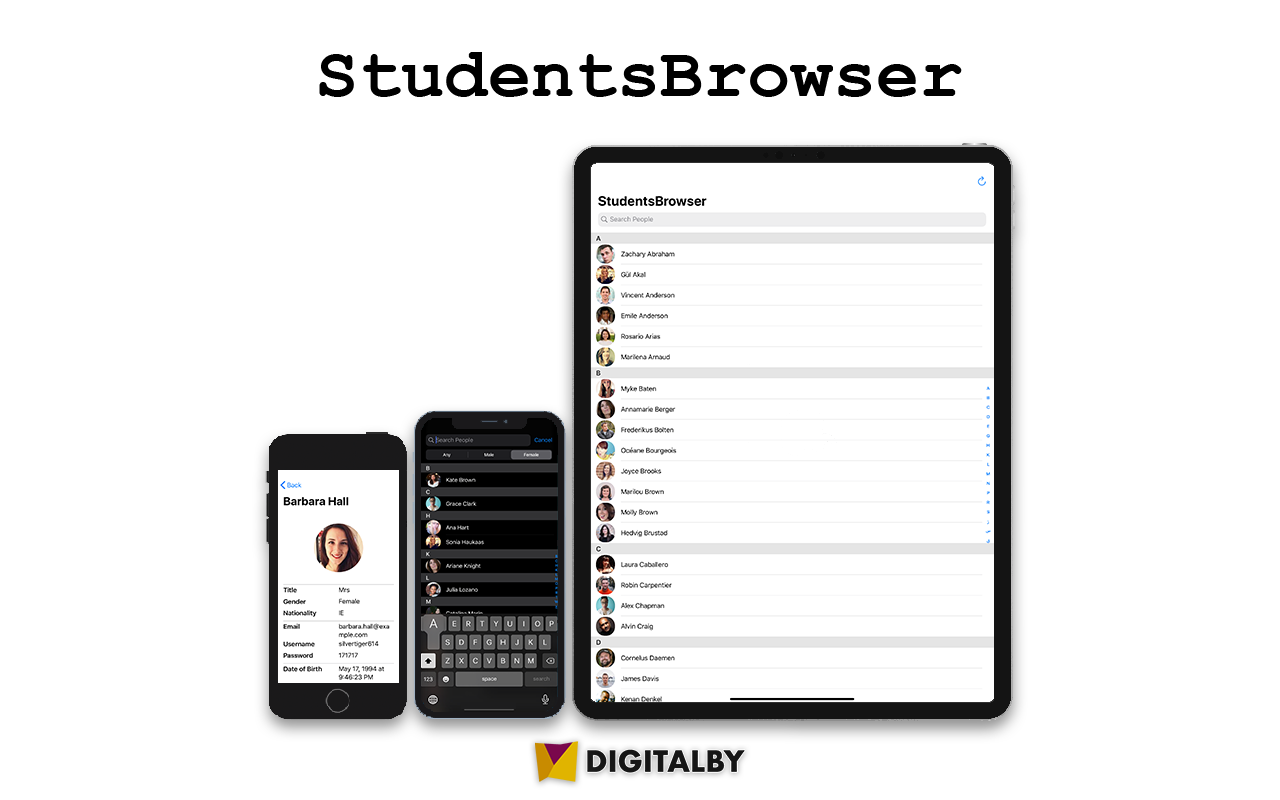 StudentsBrowser
StudentsBrowser
Search People
A
Zachary Abraham
Gül Akal
Vincent Anderson
Emile Anderson
Rosario Arias
Marilena Arnaud
B
Myke Baten
Annamarie Berger
Frederikus Bolten
Océane Bourgeois
Joyce Brooks
Marilou Brown
Molly Brown
Hedvig Brustad
C
Laura Caballero
Robin Carpentier
Alex Chapman
Alvin Craig
D
Cornelius Daemen
James Davis
Kenan Denkel
Search People Cancel
Any Male Female
B
Kate Brown
C
Grace Clark
H
Ana Hart
Sonia Haukaas
K
Ariane Knight
L
Julia Lozano
M
A E R T Y U I O P
S D F G H J K L
Z X C V B N M
123 space search
Back
Barbara Hall
Title Mrs
Gender Female
Nationality IE
Email barbara.hall@exa
mple.com
Username silvertiger614
Password 171717
Date of Birth May 17, 1994 at
9:46:23 PM
DIGITALBY